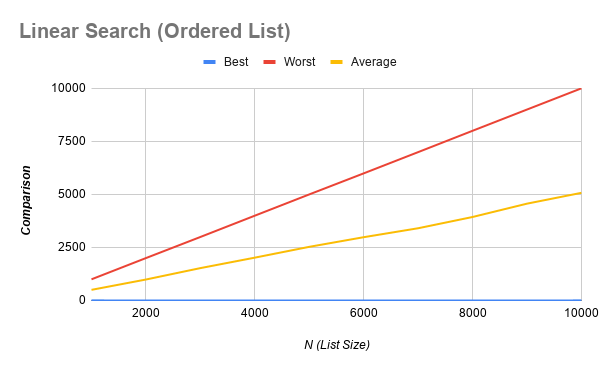 Linear Search (Ordered List)
Best Worst Average
10000
7500
5000
2500
0
Comparison
2000 4000 6000 8000 10000
N (List Size)